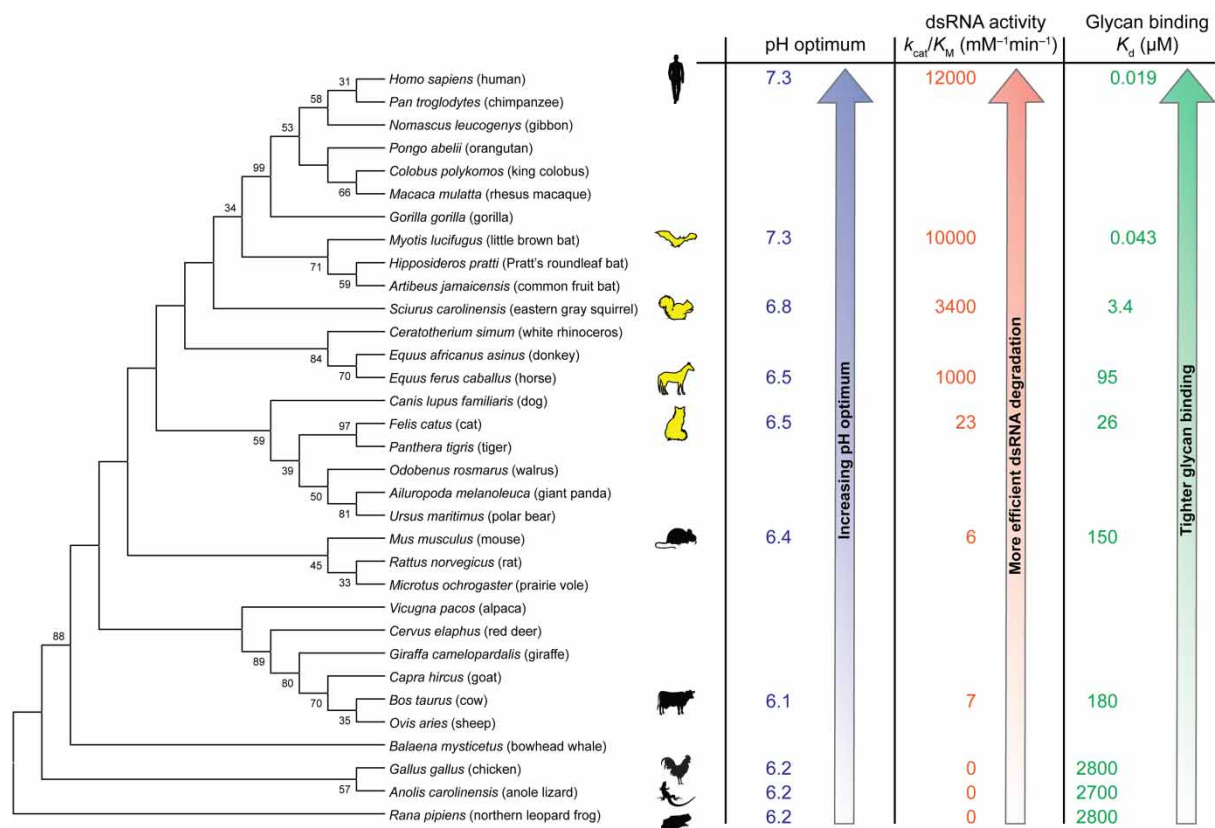 dsRNA activity
Glycan binding
pH optimum
kcat/KM (mM–1min–1)
Kd (µM)
31
Homo sapiens (human)
7.3
12000
0.019
58
Pan troglodytes (chimpanzee)
53
Nomascus leucogenys (gibbon)
Pongo abelii (orangutan)
99
Colobus polykomos (king colobus)
66
Macaca mulatta (rhesus macaque)
34
Gorilla gorilla (gorilla)
Myotis lucifugus (little brown bat)
7.3
10000
0.043
71
Hipposideros pratti (Pratt's roundleaf bat)
59
Artibeus jamaicensis (common fruit bat)
Sciurus carolinensis (eastern gray squirrel)
6.8
3400
3.4
Ceratotherium simum (white rhinoceros)
84
Equus africanus asinus (donkey)
70
Equus ferus caballus (horse)
6.5
1000
95
Canis lupus familiaris (dog)
97
Felis catus (cat)
6.5
23
26
59
Panthera tigris (tiger)
39
Odobenus rosmarus (walrus)
50
Ailuropoda melanoleuca (giant panda)
81
Ursus maritimus (polar bear)
Mus musculus (mouse)
6.4
6
150
45
Rattus norvegicus (rat)
33
Microtus ochrogaster (prairie vole)
Vicugna pacos (alpaca)
88
Cervus elaphus (red deer)
89
Giraffa camelopardalis (giraffe)
80
Capra hircus (goat)
70
Bos taurus (cow)
6.1
7
180
35
Ovis aries (sheep)
Balaena mysticetus (bowhead whale)
Gallus gallus (chicken)
6.2
0
2800
57
Anolis carolinensis (anole lizard)
6.2
0
2700
Rana pipiens (northern leopard frog)
6.2
0
2800
Increasing pH optimum
More efficient dsRNA degradation
Tighter glycan binding